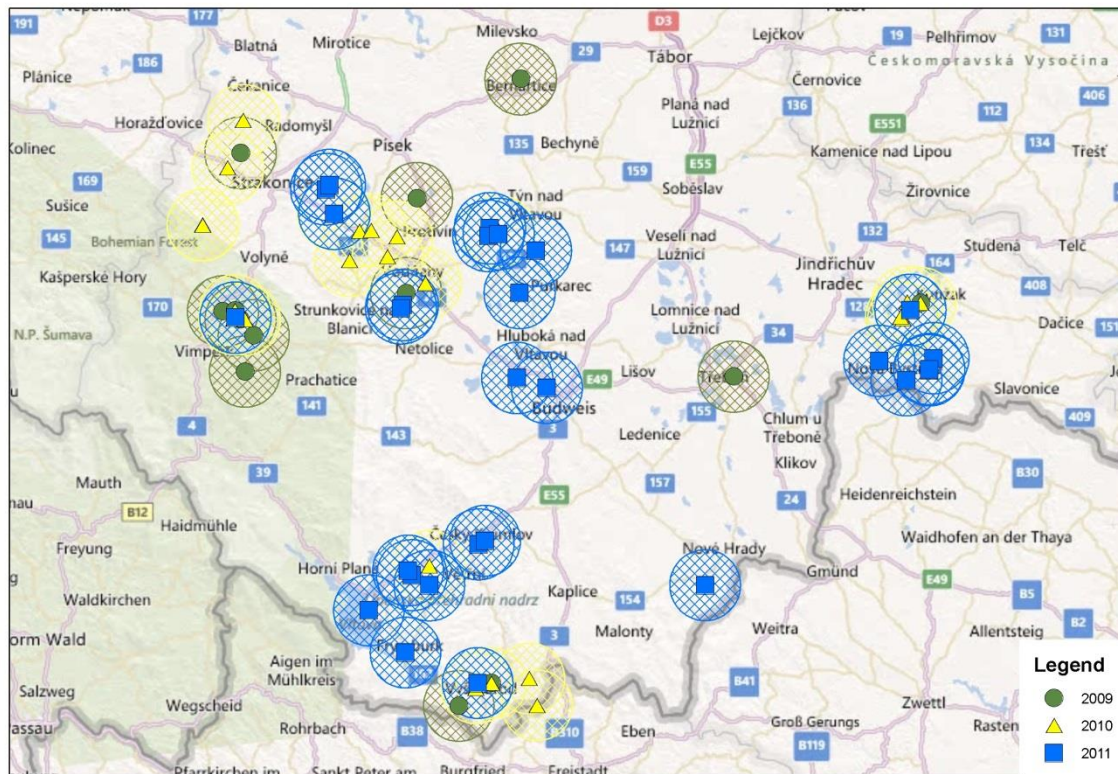 191
177
Milevsko
D3
Lejčkov
19
Pelhřimov
131
Blatná
Mirotice
29
Tábor
Českomoravská Vysočina
Plánice
186
Bernartice
Černovice
166
Čekanice
Planá nad
Lužnicí
136
406
112
Horažďovice
Radomyšl
Písek
135
Bechyně
E551
134
Kolinec
E55
Kamenice nad Lipou
Třešť
169
Strakonice
159
Týn nad
Vltavou
Soběslav
Žirovnice
Sušice
145
Bohemian Forest
132
Studená
Telč
147
Veselí nad
Lužnicí
Volyně
Jindřichův
Hradec
164
Kašperské Hory
408
170
Purkarec
Kunžak
128
Strunkovice nad
Blanicí
Lomnice nad
Lužnicí
Dačice
151
N.P. Šumava
34
Hluboká nad
Vltavou
Netolice
Vimperk
Prachatice
Lišov
E49
Třeboň
Slavonice
141
Budweis
155
409
4
3
Chlum u
Třeboně
143
Ledenice
Klikov
39
B30
Mauth
157
E55
24
Heidenreichstein
B12
Haidmühle
Český Krumlov
Waidhofen an der Thaya
Freyung
Nové Hrady
Horní Planá
Gmünd
E49
Kaplice
B5
Waldkirchen
154
B2
3
Malonty
Weitra
Allentsteig
Frymburk
Aigen im
Mühlkreis
B41
Salzweg
Wegscheid
Zwettl
Groß Gerungs
Rohrbach
B38
B310
Eben
B119
Sankt Peter am
Burgfried
Freistadt
Legend
2009
2010
2011